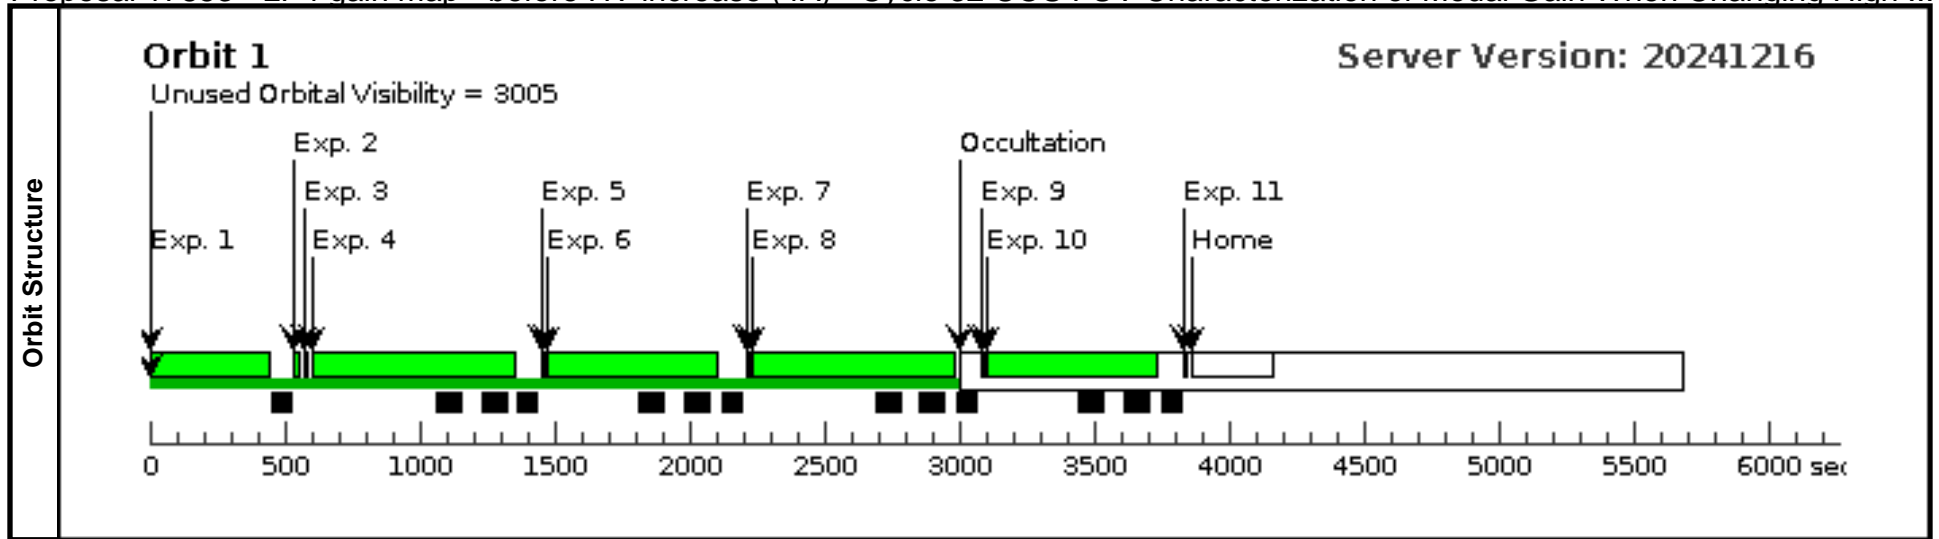 Orbit 1
Server Version: 20241216
Unused Orbital Visibility = 3005
Exp. 2
Occultation
Exp. 3
Exp. 5
Exp. 7
Exp. 9
Exp. 11
Exp. 1
Exp. 4
Exp. 6
Exp. 8
Exp. 10
Home
Orbit Structure
0 500 1000 1500 2000 2500 3000 3500 4000 4500 5000 5500 6000